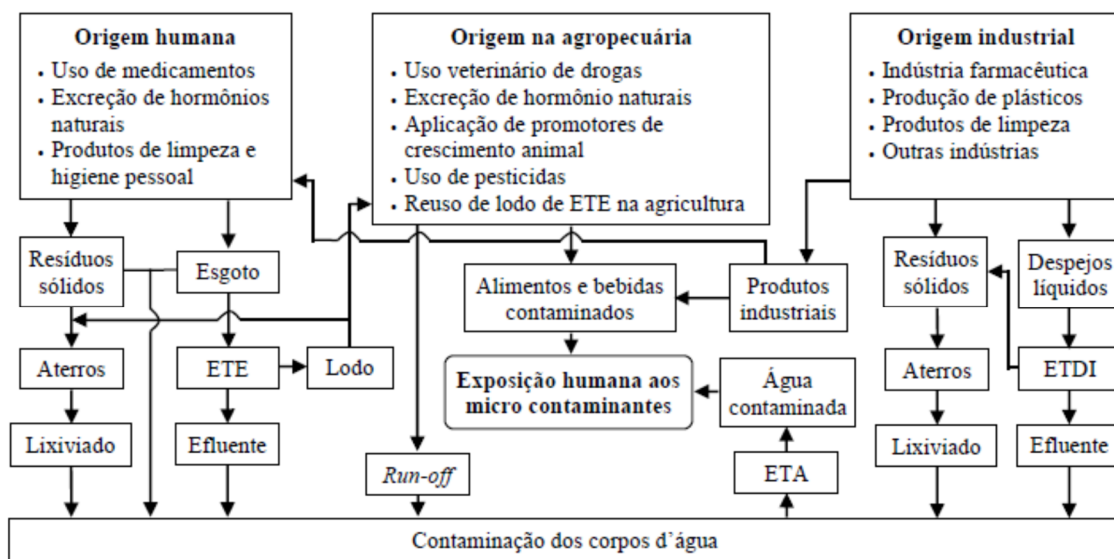 Origem humana
• Uso de medicamentos
• Excreção de hormônios
naturais
• Produtos de limpeza e
higiene pessoal
Origem na agropecuária
• Uso veterinário de drogas
• Excreção de hormônio naturais
• Aplicação de promotores de
crescimento animal
• Uso de pesticidas
• Reuso de lodo de ETE na agricultura
Origem industrial
• Indústria farmacêutica
• Produção de plásticos
• Produtos de limpeza
• Outras indústrias
Resíduos
sólidos
Esgoto
Alimentos e bebidas
contaminados
Produtos
industriais
Resíduos
sólidos
Despejos
líquidos
Aterros
ETE
Lodo
Exposição humana aos
micro contaminantes
Água
contaminada
Aterros
ETDI
Lixiviado
Efluente
Run-off
ETA
Lixiviado
Efluente
Contaminação dos corpos d’água